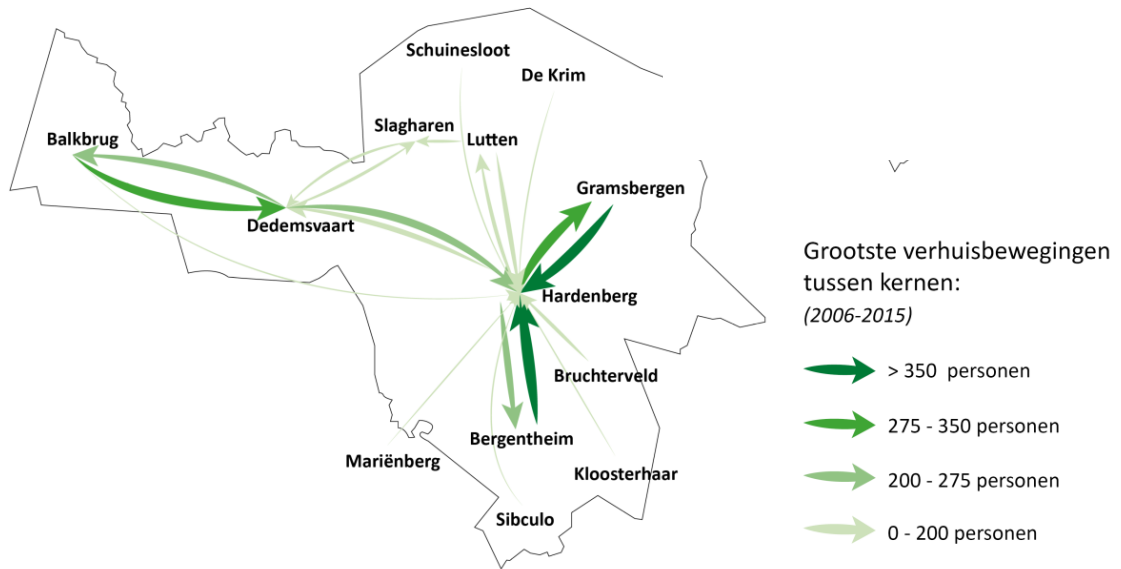 Schuinesloot
De Krim
Slagharen
Balkbrug
Lutten
Gramsbergen
Dedemsvaart
Hardenberg
Bruchterveld
Bergentheim
Mariënberg
Kloosterhaar
Sibculo
Grootste verhuisbewegingen
tussen kernen:
(2006-2015)
> 350 personen
275 - 350 personen
200 - 275 personen
0 - 200 personen